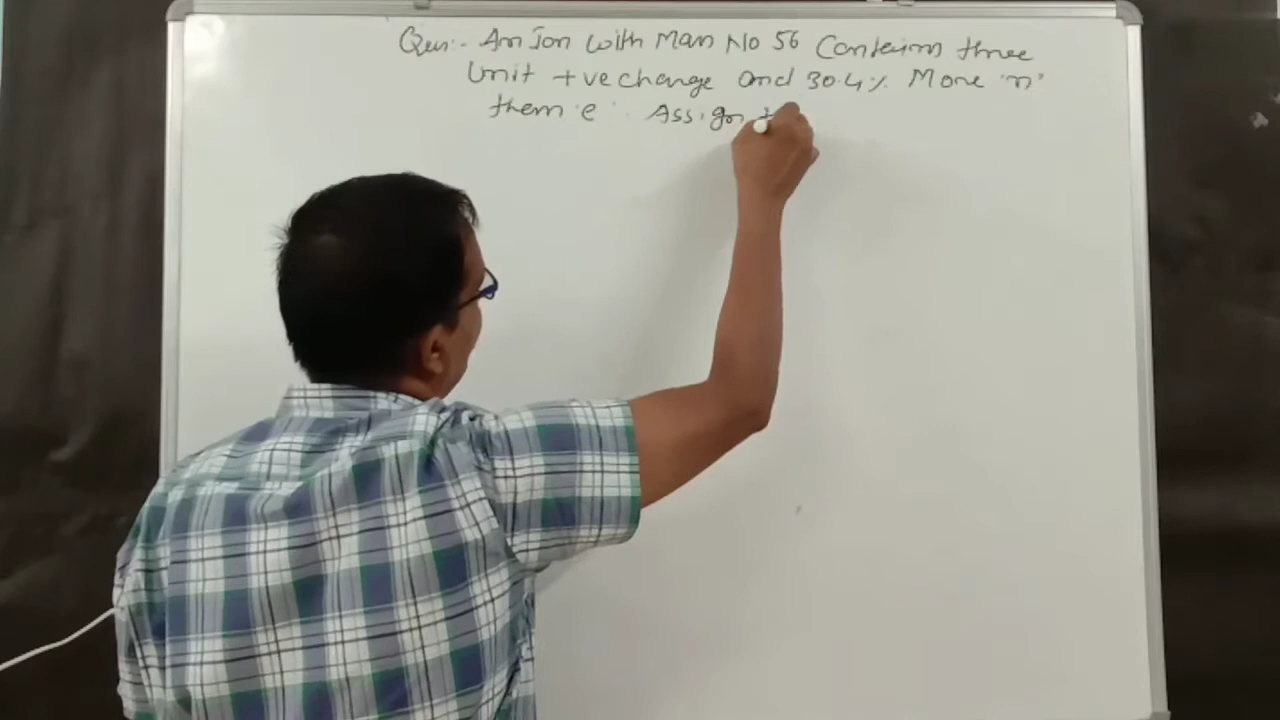 Que:- An Ion with Mass No 56 Contains three
Unit +ve charge and 30.4% More 'n'
them e. Assign